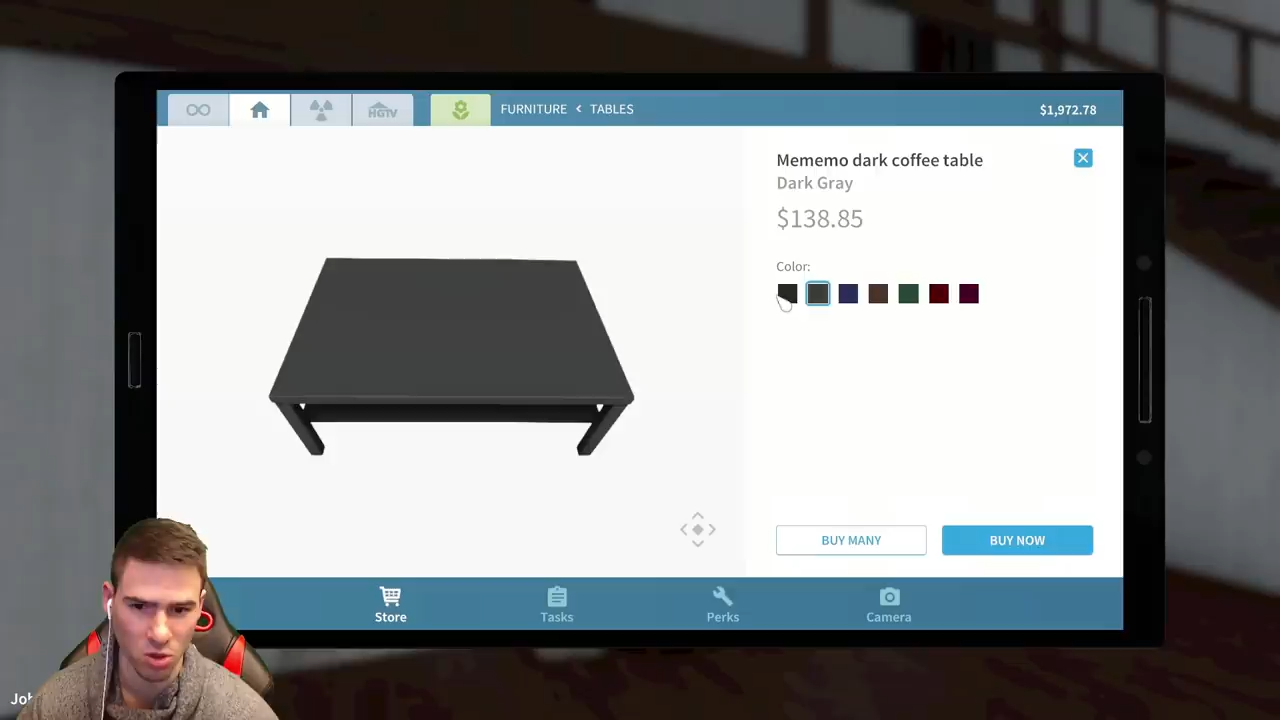 HGTV
FURNITURE < TABLES
$1,972.78
Mememo dark coffee table
Dark Gray
$138.85
Color:
BUY MANY
BUY NOW
Store
Tasks
Perks
Camera